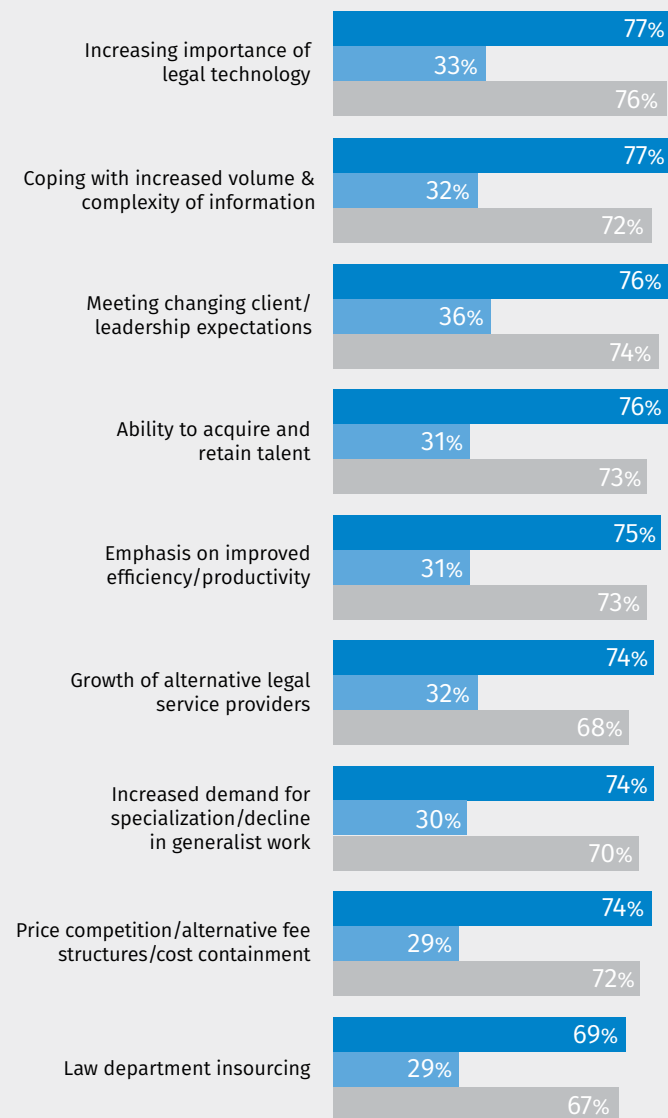 77%
Increasing importance of
legal technology
33%
76%
77%
Coping with increased volume &
complexity of information
32%
72%
76%
Meeting changing client/
leadership expectations
36%
74%
76%
Ability to acquire and
retain talent
31%
73%
75%
Emphasis on improved
efficiency/productivity
31%
73%
74%
Growth of alternative legal
service providers
32%
68%
74%
Increased demand for
specialization/decline
in generalist work
30%
70%
74%
Price competition/alternative fee
structures/cost containment
29%
72%
69%
Law department insourcing
29%
67%